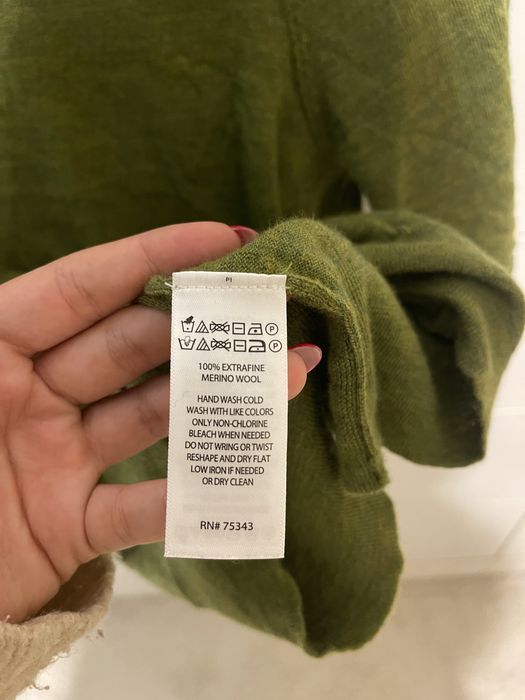 PI
100% EXTRAFINE
MERINO WOOL
HAND WASH COLD
WASH WITH LIKE COLORS
ONLY NON-CHLORINE
BLEACH WHEN NEEDED
DO NOT WRING OR TWIST
RESHAPE AND DRY FLAT
LOW IRON IF NEEDED
OR DRY CLEAN
RN# 75343